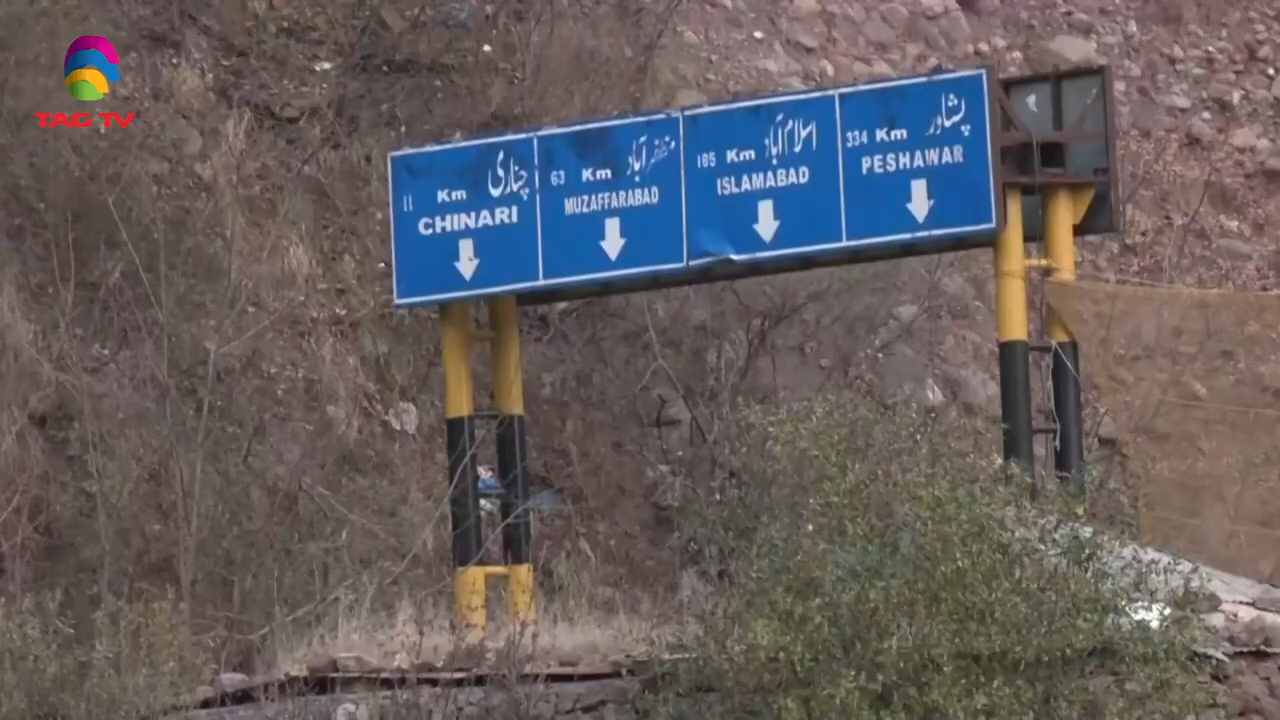 TAG TV
11 Km چناری
CHINARI
63 Km مظفر آباد
MUZAFFARABAD
165 Km اسلام آباد
ISLAMABAD
334 Km پشاور
PESHAWAR